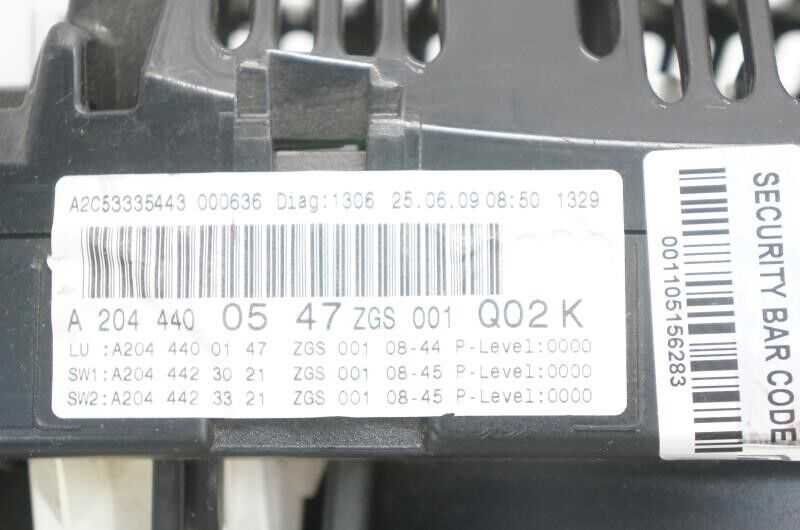 A2C53335443 000636 Diag:1306 25.06.09 08:50 1329
A 204 440 05 47 ZGS 001 Q02 K
LU :A204 440 01 47 ZGS 001 08-44 P-Level:0000
SW1:A204 442 30 21 ZGS 001 08-45 P-Level:0000
SW2:A204 442 33 21 ZGS 001 08-45 P-Level:0000
SECURITY BAR CODE
001105156283